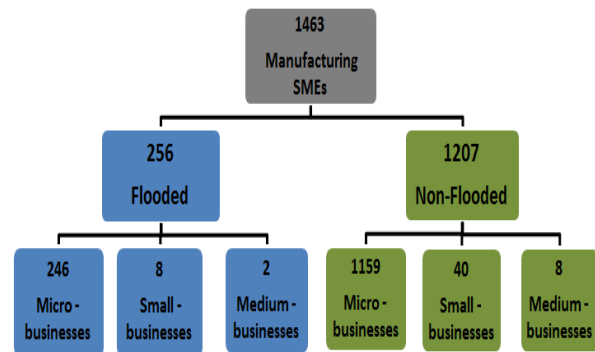 1463
Manufacturing
SMEs
256
Flooded
1207
Non-Flooded
246
Micro -
businesses
8
Small -
businesses
2
Medium -
businesses
1159
Micro -
businesses
40
Small -
businesses
8
Medium -
businesses